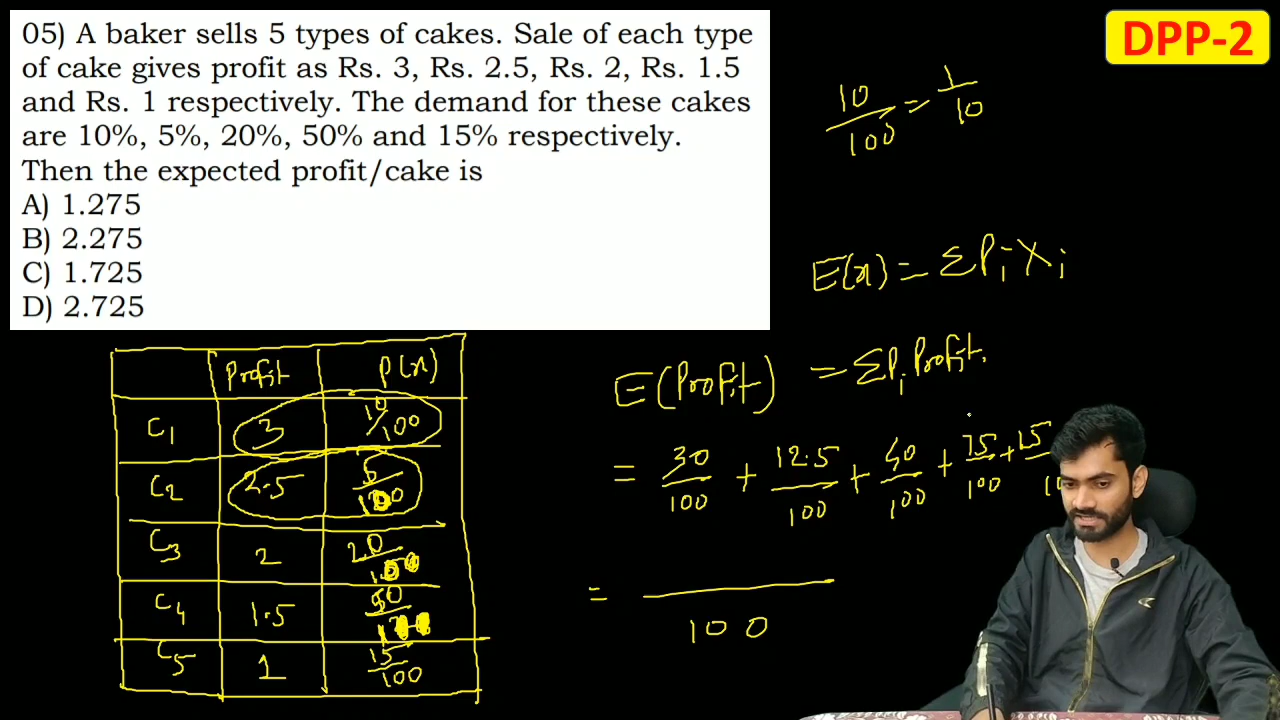 05) A baker sells 5 types of cakes. Sale of each type
of cake gives profit as Rs. 3, Rs. 2.5, Rs. 2, Rs. 1.5
and Rs. 1 respectively. The demand for these cakes
are 10%, 5%, 20%, 50% and 15% respectively.
Then the expected profit/cake is
A) 1.275
B) 2.275
C) 1.725
D) 2.725
DPP-2
10/100 = 1/10
E(x) = ΣPi Xi
E(Profit) = ΣPi Profit.
= 30/100 + 12.5/100 + 40/100 + 75/100 + 15
= /100
Profit P(x)
C1 3 10/100
C2 2.5 5/100
C3 2 20/100
C4 1.5 50/100
C5 1 15/100